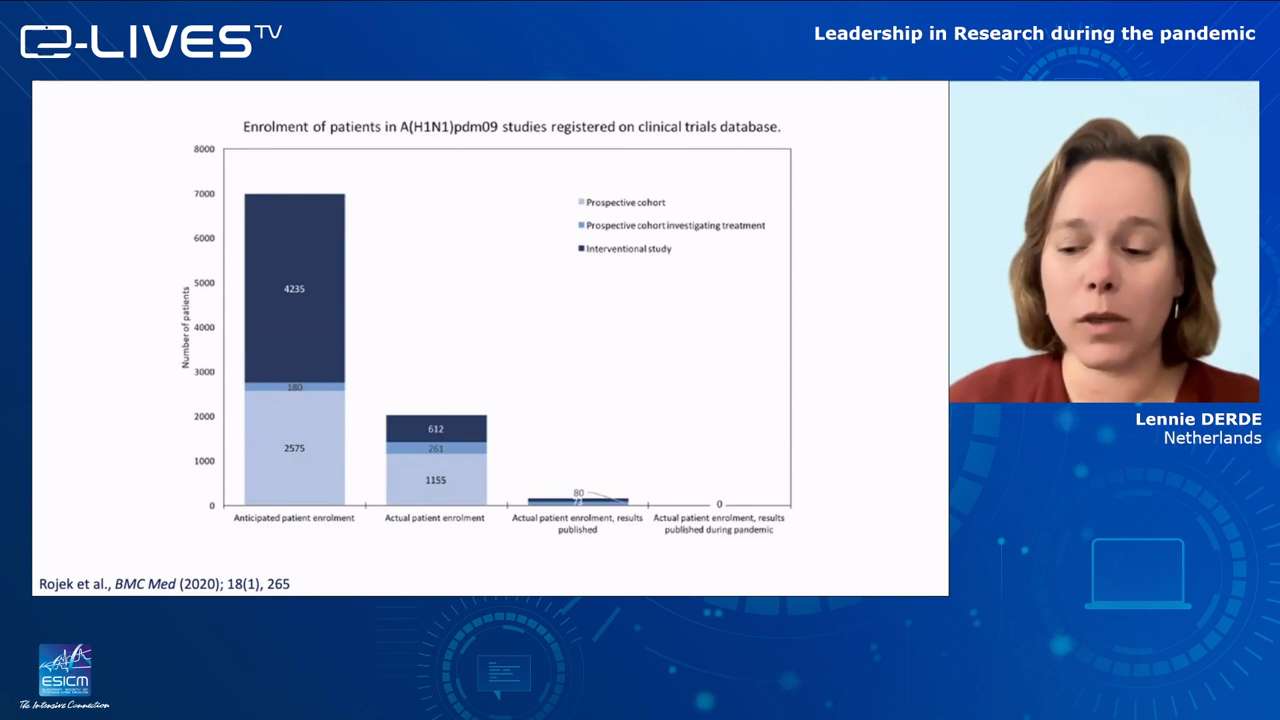 e-LIVES TV
Leadership in Research during the pandemic
Enrolment of patients in A(H1N1)pdm09 studies registered on clinical trials database.
8000
7000
6000
5000
4000
3000
2000
1000
0
Number of patients
Prospective cohort
Prospective cohort investigating treatment
Interventional study
4235
180
2575
612
261
1155
80
73
0
Anticipated patient enrolment
Actual patient enrolment
Actual patient enrolment, results
published
Actual patient enrolment, results
published during pandemic
Rojek et al., BMC Med (2020); 18(1), 265
Lennie DERDE
Netherlands
ESICM
The Intensive Connection